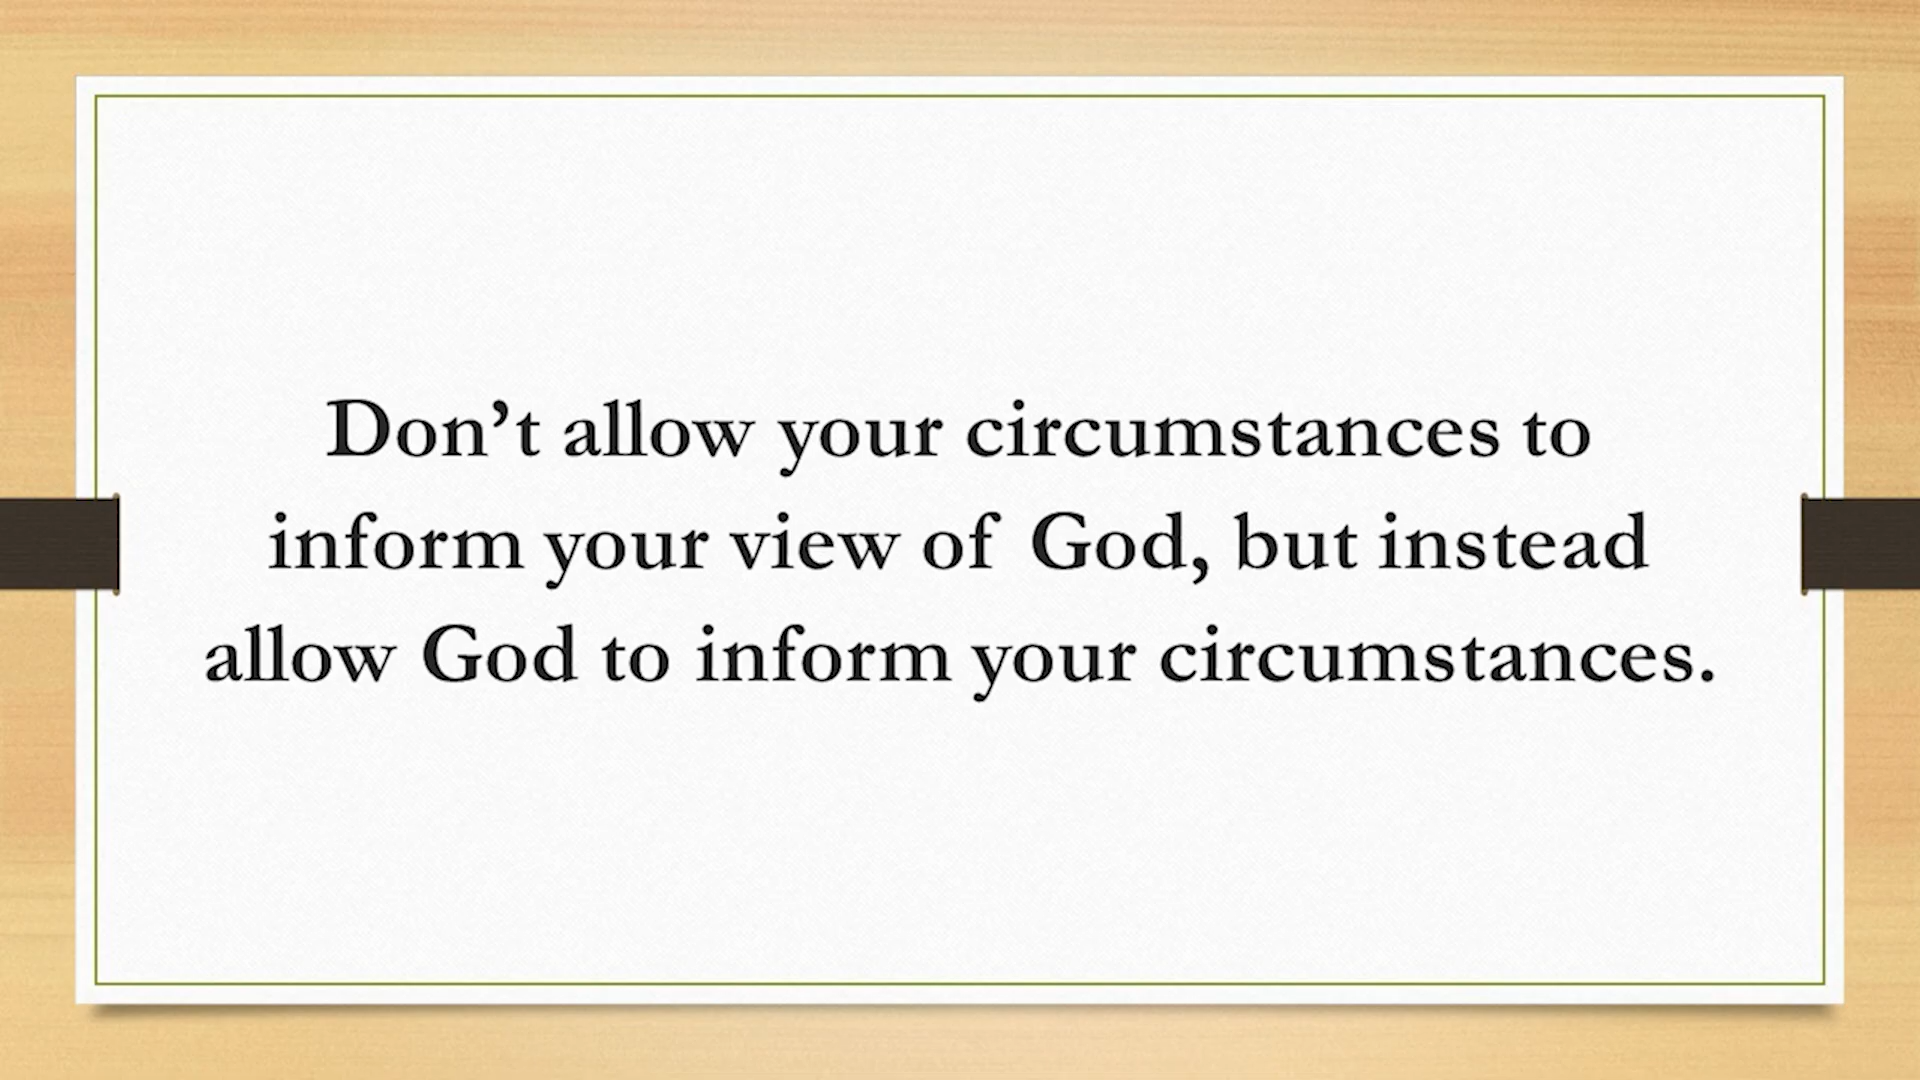 Don’t allow your circumstances to
inform your view of God, but instead
allow God to inform your circumstances.